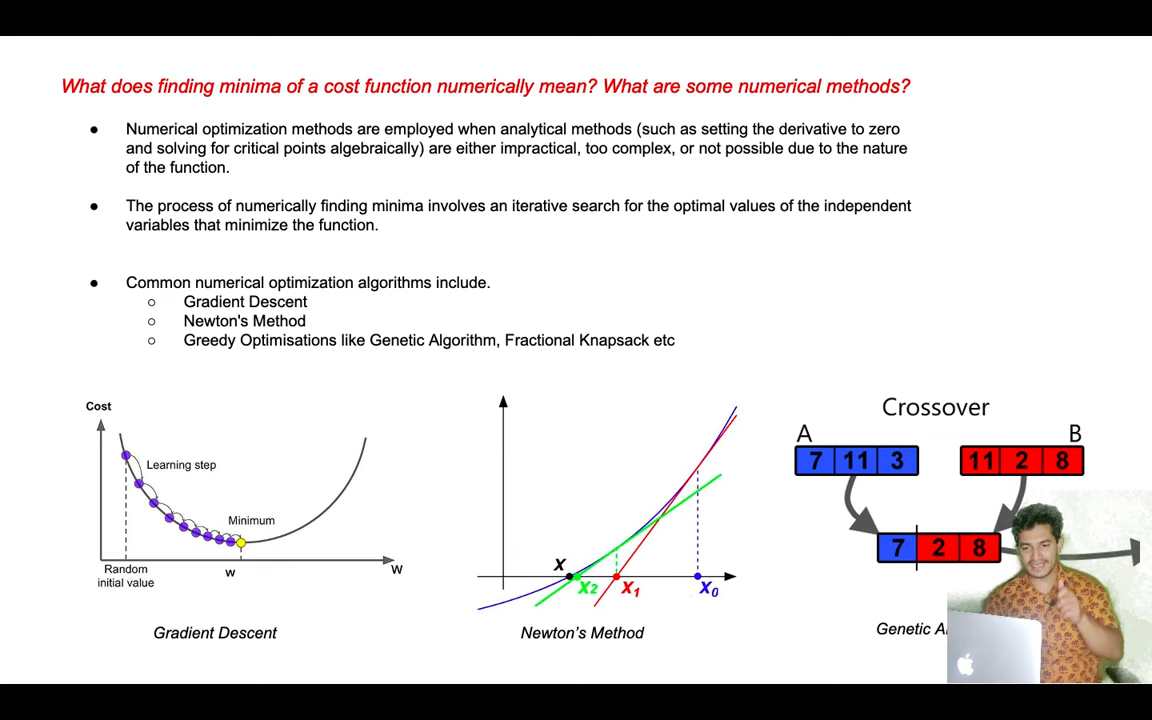 What does finding minima of a cost function numerically mean? What are some numerical methods?
● Numerical optimization methods are employed when analytical methods (such as setting the derivative to zero
and solving for critical points algebraically) are either impractical, too complex, or not possible due to the nature
of the function.
● The process of numerically finding minima involves an iterative search for the optimal values of the independent
variables that minimize the function.
● Common numerical optimization algorithms include.
○ Gradient Descent
○ Newton's Method
○ Greedy Optimisations like Genetic Algorithm, Fractional Knapsack etc
Cost
Learning step
Minimum
Random
initial value
w
w
Gradient Descent
X
X2
X1
X0
Newton's Method
Crossover
A
B
7 11 3
11 2 8
7 2 8
Genetic